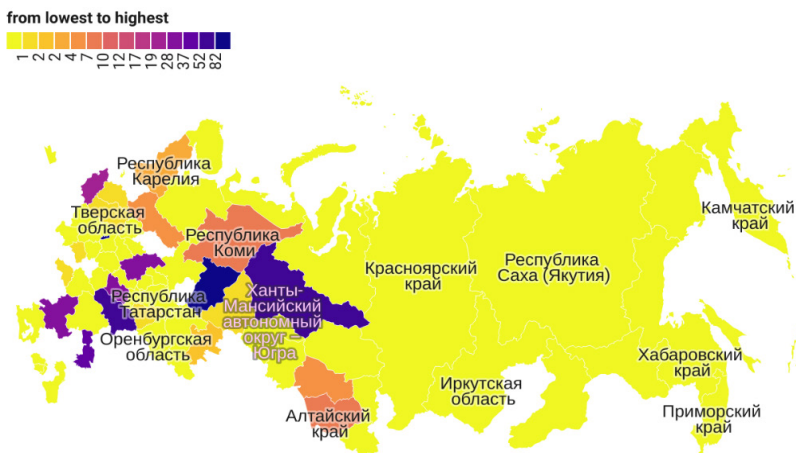 from lowest to highest
1
2
2
4
7
10
12
17
19
28
37
52
82
Республика
Карелия
Тверская
область
Республика
Коми
Камчатский
край
Красноярский
край
Республика
Саха (Якутия)
Ханты-
Мансийский
автономный
округ –
Югра
Республика
Татарстан
Оренбургская
область
Хабаровский
край
Иркутская
область
Алтайский
край
Приморский
край